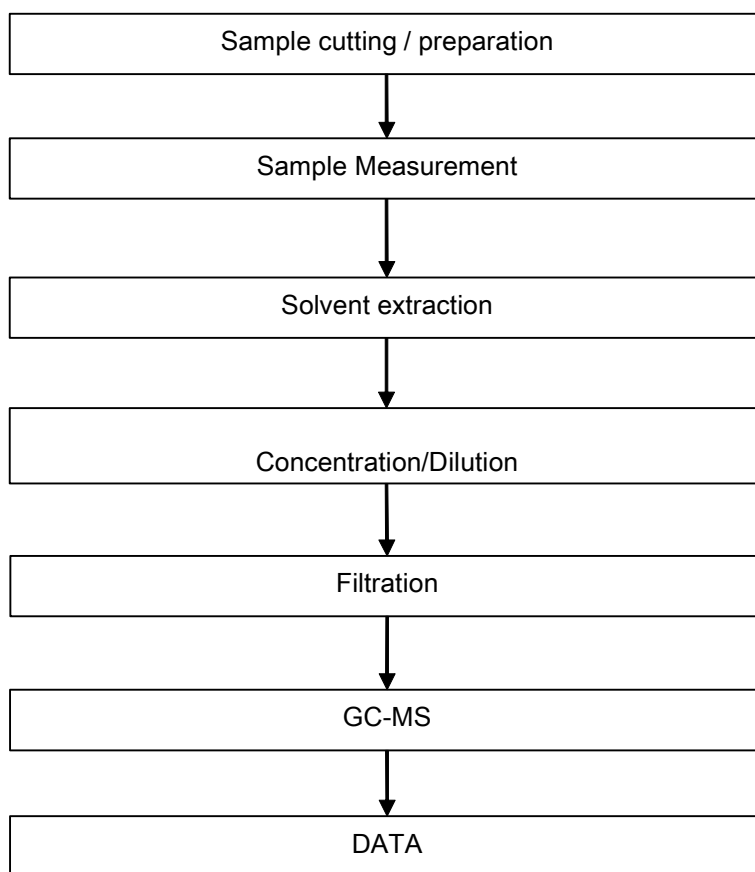 Sample cutting / preparation
Sample Measurement
Solvent extraction
Concentration/Dilution
Filtration
GC-MS
DATA